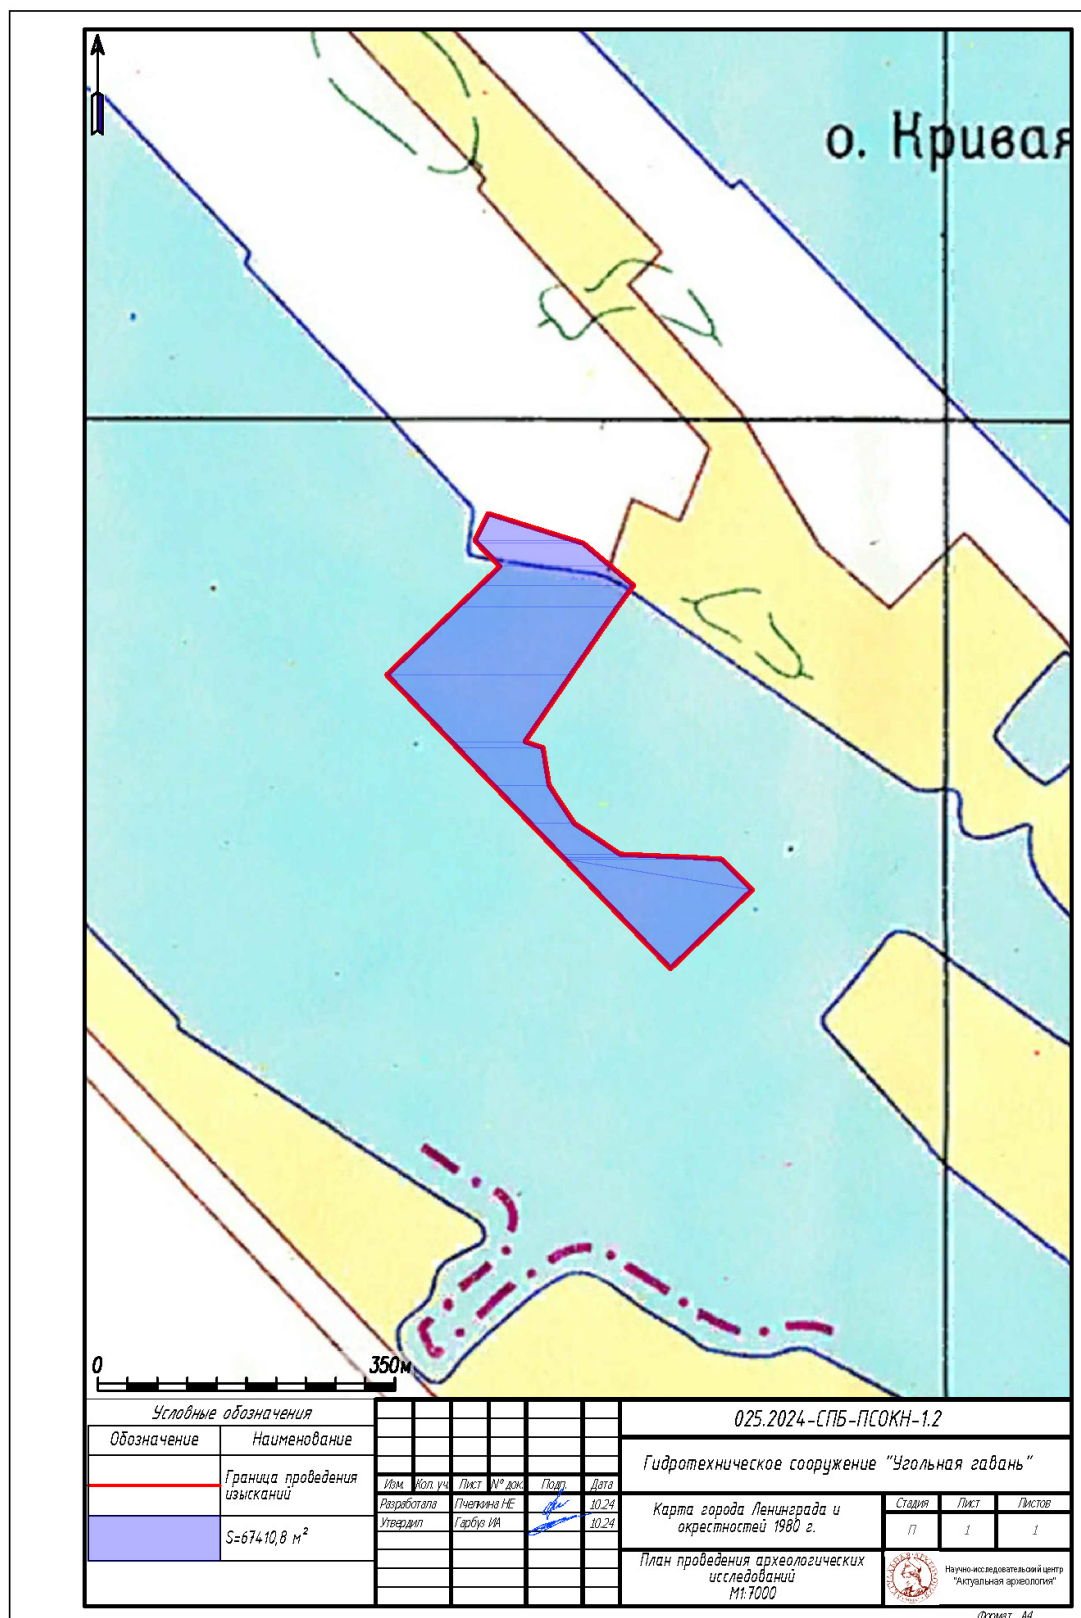 о. Кривая
0 350м
Условные обозначения
Обозначение Наименование
Граница проведения
изысканий
S=67410,8 м²
Изм. Кол. уч. Лист № док. Подп. Дата
Разработала Пчелкина НЕ 10.24
Утвердил Гарбуз ИА 10.24
025.2024-СПБ-ПСОКН-1.2
Гидротехническое сооружение "Угольная гавань"
Карта города Ленинграда и
окрестностей 1980 г.
Стадия Лист Листов
П 1 1
План проведения археологических
исследований
М1:7000
Научно-исследовательский центр
"Актуальная археология"
Формат А4